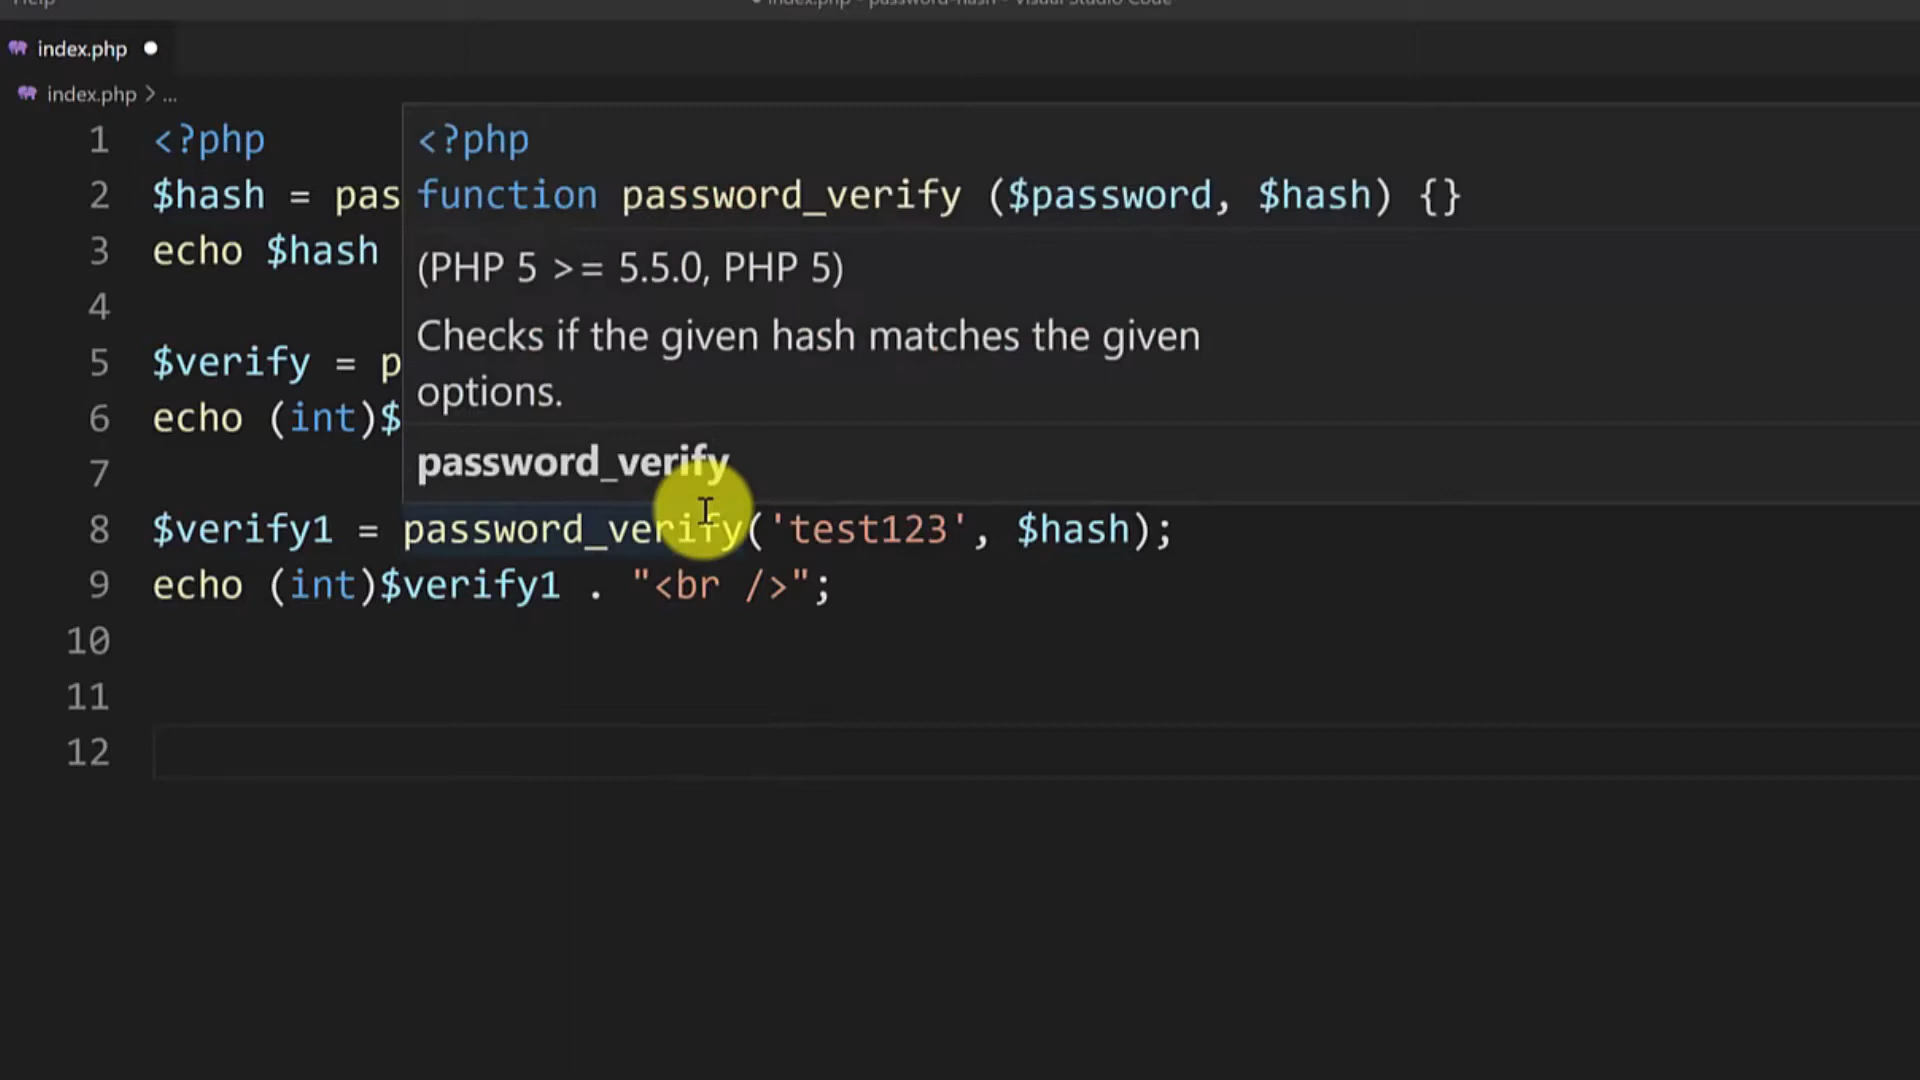 index.php
index.php > ...
1 <?php
2 $hash = pas
3 echo $hash
4
5 $verify = p
6 echo (int)$
7
<?php
function password_verify ($password, $hash) {}
(PHP 5 >= 5.5.0, PHP 5)
Checks if the given hash matches the given
options.
password_verify
8 $verify1 = password_verify('test123', $hash);
9 echo (int)$verify1 . "<br />";
10
11
12